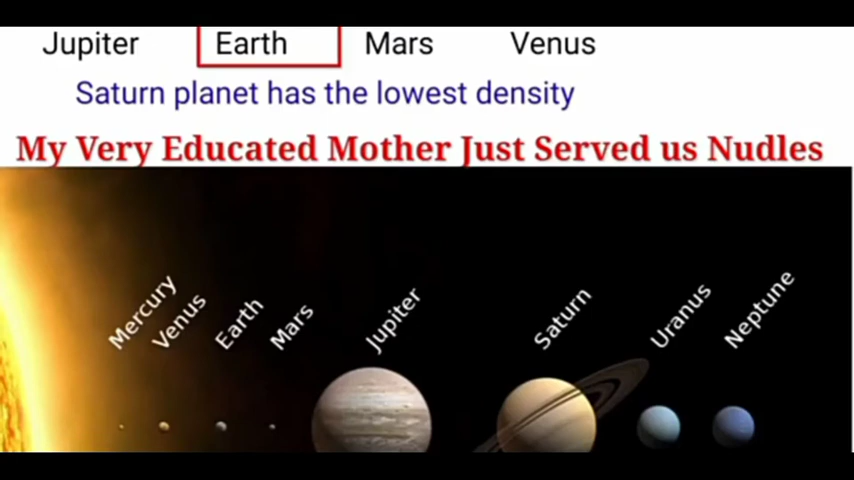 Jupiter Earth Mars Venus
Saturn planet has the lowest density
My Very Educated Mother Just Served us Nudles
Mercury Venus Earth Mars Jupiter Saturn Uranus Neptune